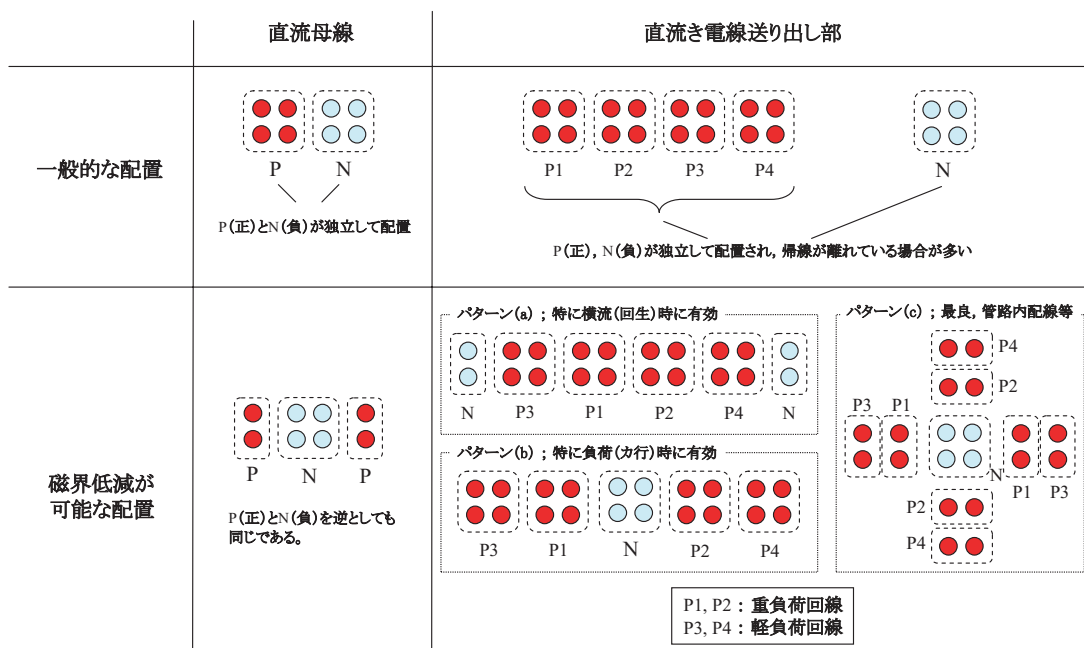 直流母線
直流き電線送り出し部
一般的な配置
P
N
P(正)とN(負)が独立して配置
P1
P2
P3
P4
N
P(正), N(負)が独立して配置され, 帰線が離れている場合が多い
磁界低減が
可能な配置
P
N
P
P(正)とN(負)を逆としても
同じである。
パターン(a) ; 特に横流(回生)時に有効
N
P3
P1
P2
P4
N
パターン(b) ; 特に負荷(力行)時に有効
P3
P1
N
P2
P4
パターン(c) ; 最良, 管路内配線等
P4
P2
P3
P1
N
P1
P3
P2
P4
P1, P2 : 重負荷回線
P3, P4 : 軽負荷回線